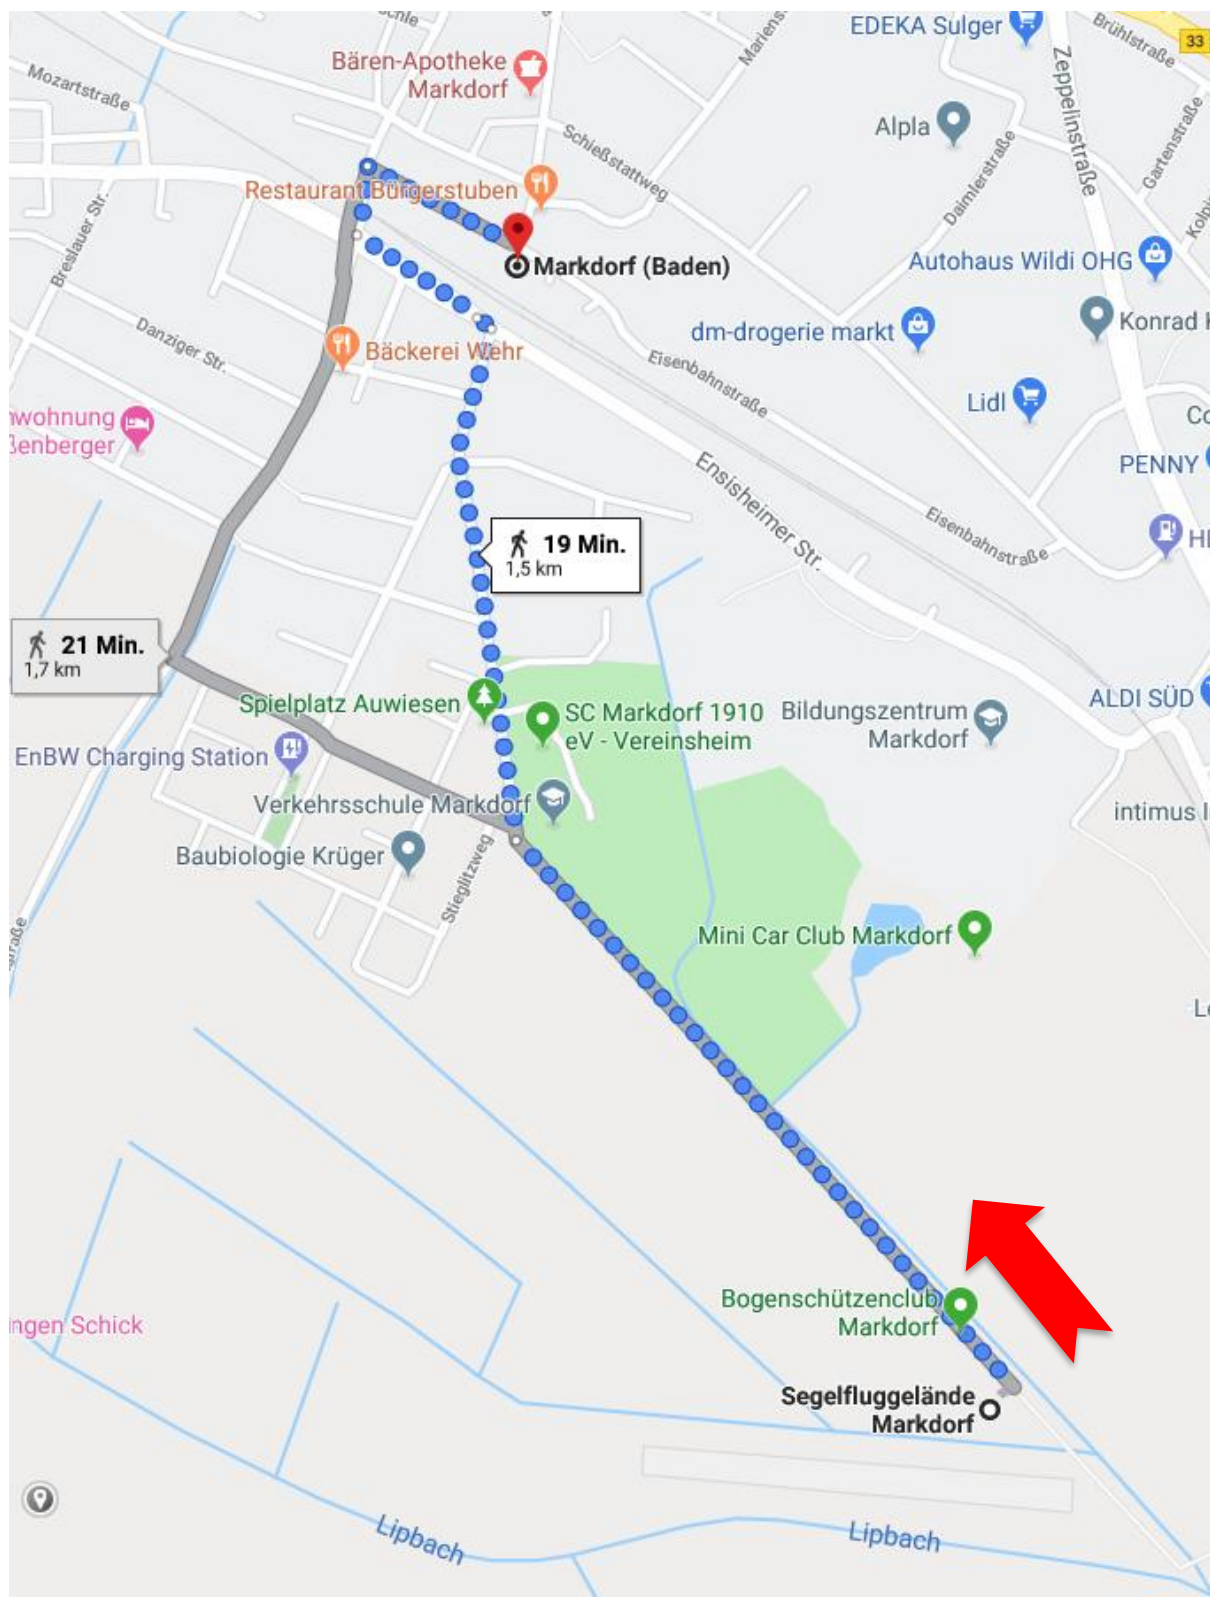 EDEKA Sulger
Brühlstraße
33
Mozartstraße
Bären-Apotheke
Markdorf
Zeppelinstraße
Alpla
Schießstattweg
Daimlerstraße
Gartenstraße
Restaurant Bürgerstuben
Breslauer Str.
Markdorf (Baden)
Autohaus Wildi OHG
dm-drogerie markt
Konrad
Danziger Str.
Bäckerei Wehr
Eisenbahnstraße
Lidl
nwohnung
ßenberger
PENNY
Ensisheimer Str.
Eisenbahnstraße
19 Min.
1,5 km
21 Min.
1,7 km
Spielplatz Auwiesen
SC Markdorf 1910
eV - Vereinsheim
Bildungszentrum
Markdorf
ALDI SÜD
EnBW Charging Station
Verkehrsschule Markdorf
intimus
Baubiologie Krüger
Stieglitzweg
Mini Car Club Markdorf
Bogenschützenclub
Markdorf
ngen Schick
Segelfluggelände
Markdorf
Lipbach
Lipbach